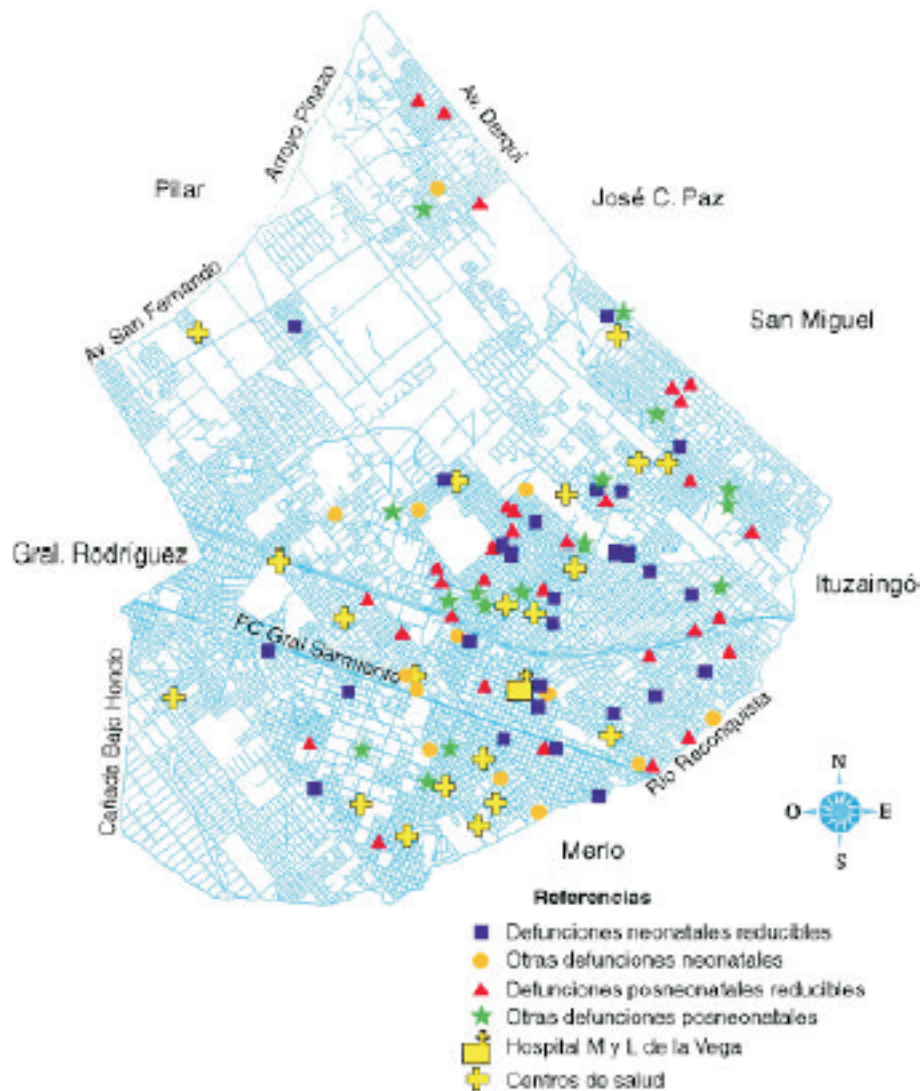 Arroyo Pinazo
Av. Derqui
Pilar
José C. Paz
Av. San Fernando
San Miguel
Gral. Rodríguez
Ituzaingó
FC Gral Sarmiento
Cañada Bajo Hondo
Río Reconquista
N
O
E
S
Merlo
Referencias
Defunciones neonatales reducibles
Otras defunciones neonatales
Defunciones posneonatales reducibles
Otras defunciones posneonatales
Hospital M y L de la Vega
Centros de salud